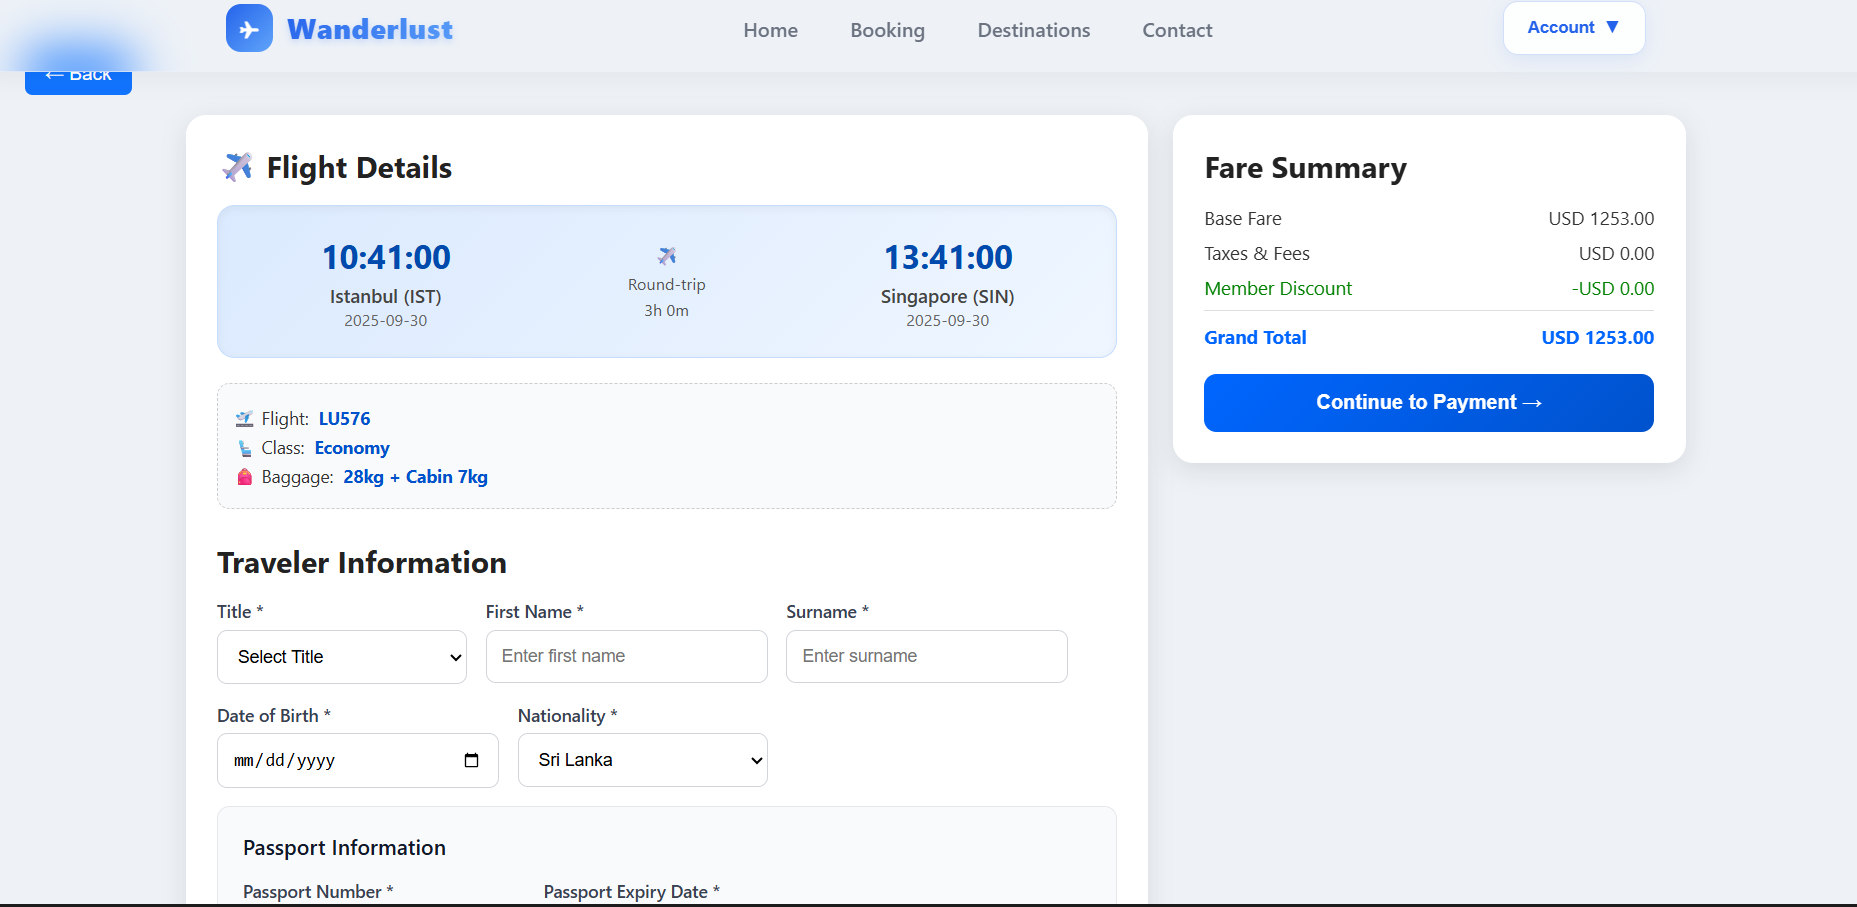 Wanderlust
Home Booking Destinations Contact
Account ▼
← Back
Flight Details
10:41:00
Istanbul (IST)
2025-09-30
Round-trip
3h 0m
13:41:00
Singapore (SIN)
2025-09-30
Flight: LU576
Class: Economy
Baggage: 28kg + Cabin 7kg
Traveler Information
Title * First Name * Surname *
Select Title Enter first name Enter surname
Date of Birth * Nationality *
mm/dd/yyyy Sri Lanka
Passport Information
Passport Number * Passport Expiry Date *
Fare Summary
Base Fare USD 1253.00
Taxes & Fees USD 0.00
Member Discount -USD 0.00
Grand Total USD 1253.00
Continue to Payment →